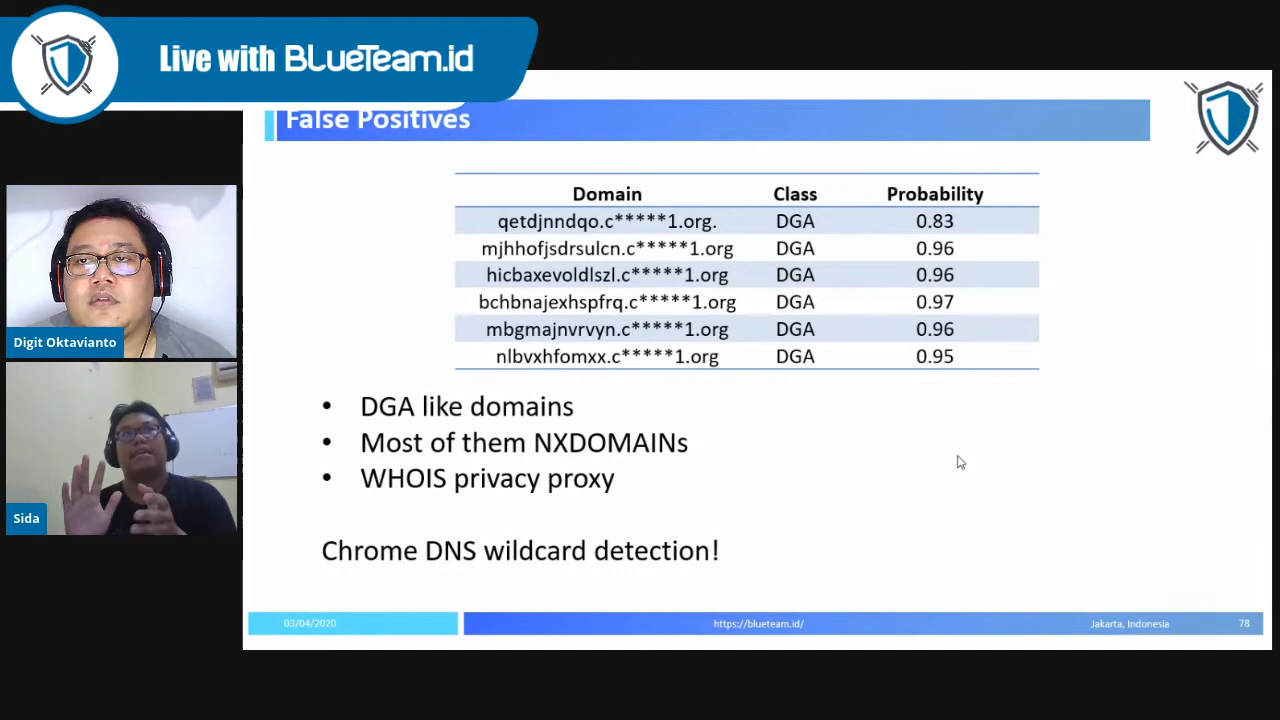 Live with BLueTeam.id
False Positives
Domain Class Probability
qetdjnndqo.c*****1.org. DGA 0.83
mjhhofjsdrsulcn.c*****1.org DGA 0.96
hicbaxevoldlszl.c*****1.org DGA 0.96
bchbnajexhspfrq.c*****1.org DGA 0.97
mbgmajnvrvyn.c*****1.org DGA 0.96
nlbvxhfomxx.c*****1.org DGA 0.95
• DGA like domains
• Most of them NXDOMAINs
• WHOIS privacy proxy
Chrome DNS wildcard detection!
03/04/2020 https://blueteam.id/ Jakarta, Indonesia 78
Digit Oktavianto
Sida